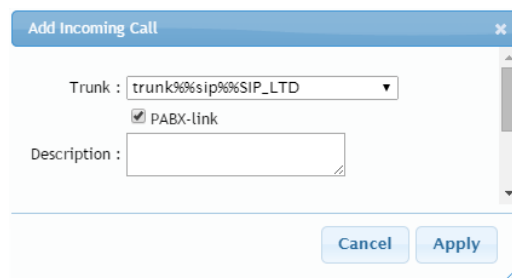 Add Incoming Call
Trunk : trunk%%sip%%SIP_LTD
PABX-link
Description :
Cancel Apply